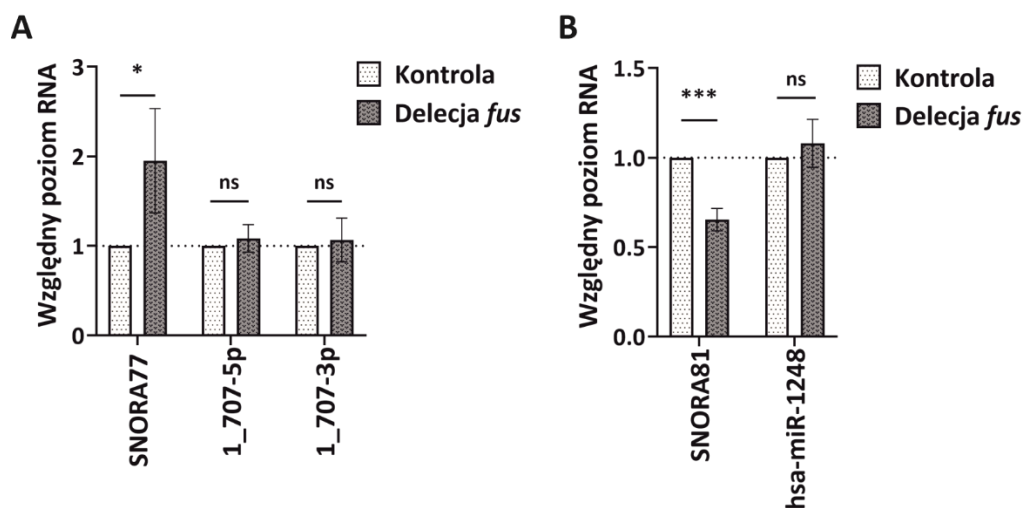 A
Względny poziom RNA
3
2
1
0
*
ns
ns
SNORA77
1_707-5p
1_707-3p
Kontrola
Delecja fus
B
Względny poziom RNA
1.5
1.0
0.5
0.0
***
ns
SNORA81
hsa-miR-1248
Kontrola
Delecja fus